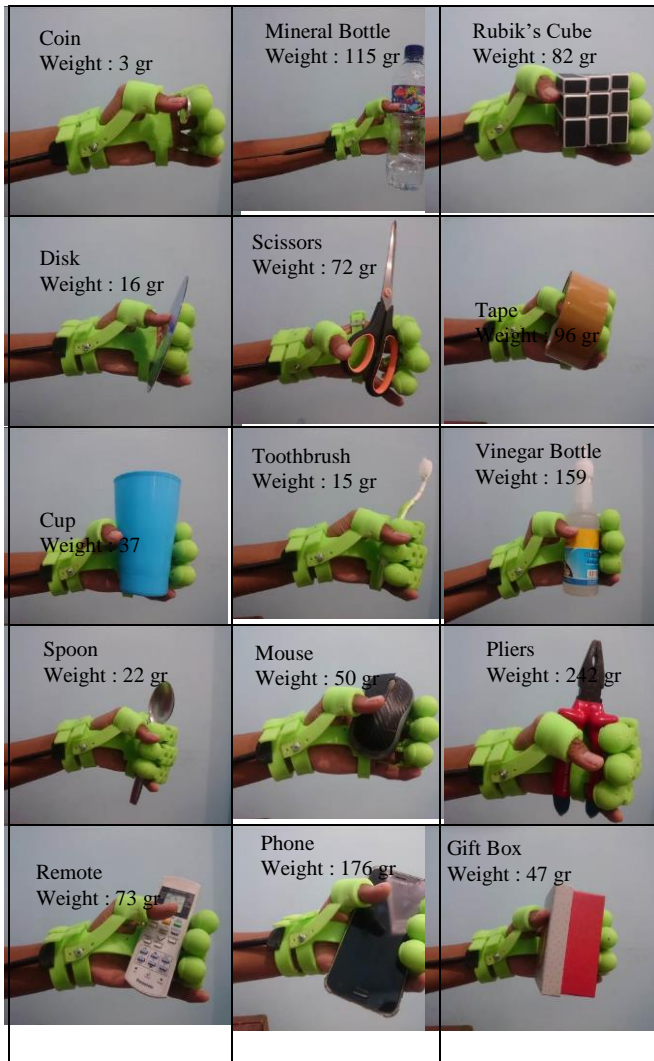 Coin
Weight : 3 gr
Mineral Bottle
Weight : 115 gr
Rubik's Cube
Weight : 82 gr
Disk
Weight : 16 gr
Scissors
Weight : 72 gr
Tape
Weight : 96 gr
Cup
Weight : 37
Toothbrush
Weight : 15 gr
Vinegar Bottle
Weight : 159
Spoon
Weight : 22 gr
Mouse
Weight : 50 gr
Pliers
Weight : 242 gr
Remote
Weight : 73 gr
Panasonic
Phone
Weight : 176 gr
Gift Box
Weight : 47 gr